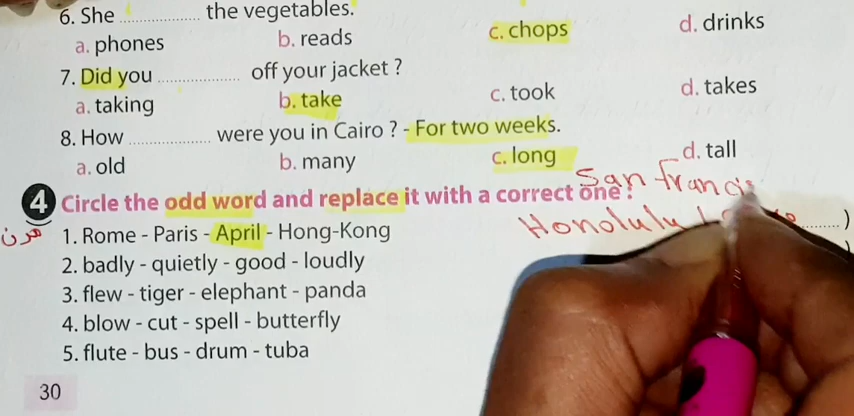 6. She ................ the vegetables.
a. phones b. reads c. chops d. drinks
7. Did you ................ off your jacket ?
a. taking b. take c. took d. takes
8. How ................ were you in Cairo ? - For two weeks.
a. old b. many c. long d. tall
San Francis
4 Circle the odd word and replace it with a correct one :
Honolulu
مدن 1. Rome - Paris - April - Hong-Kong ........)
2. badly - quietly - good - loudly
3. flew - tiger - elephant - panda
4. blow - cut - spell - butterfly
5. flute - bus - drum - tuba
30